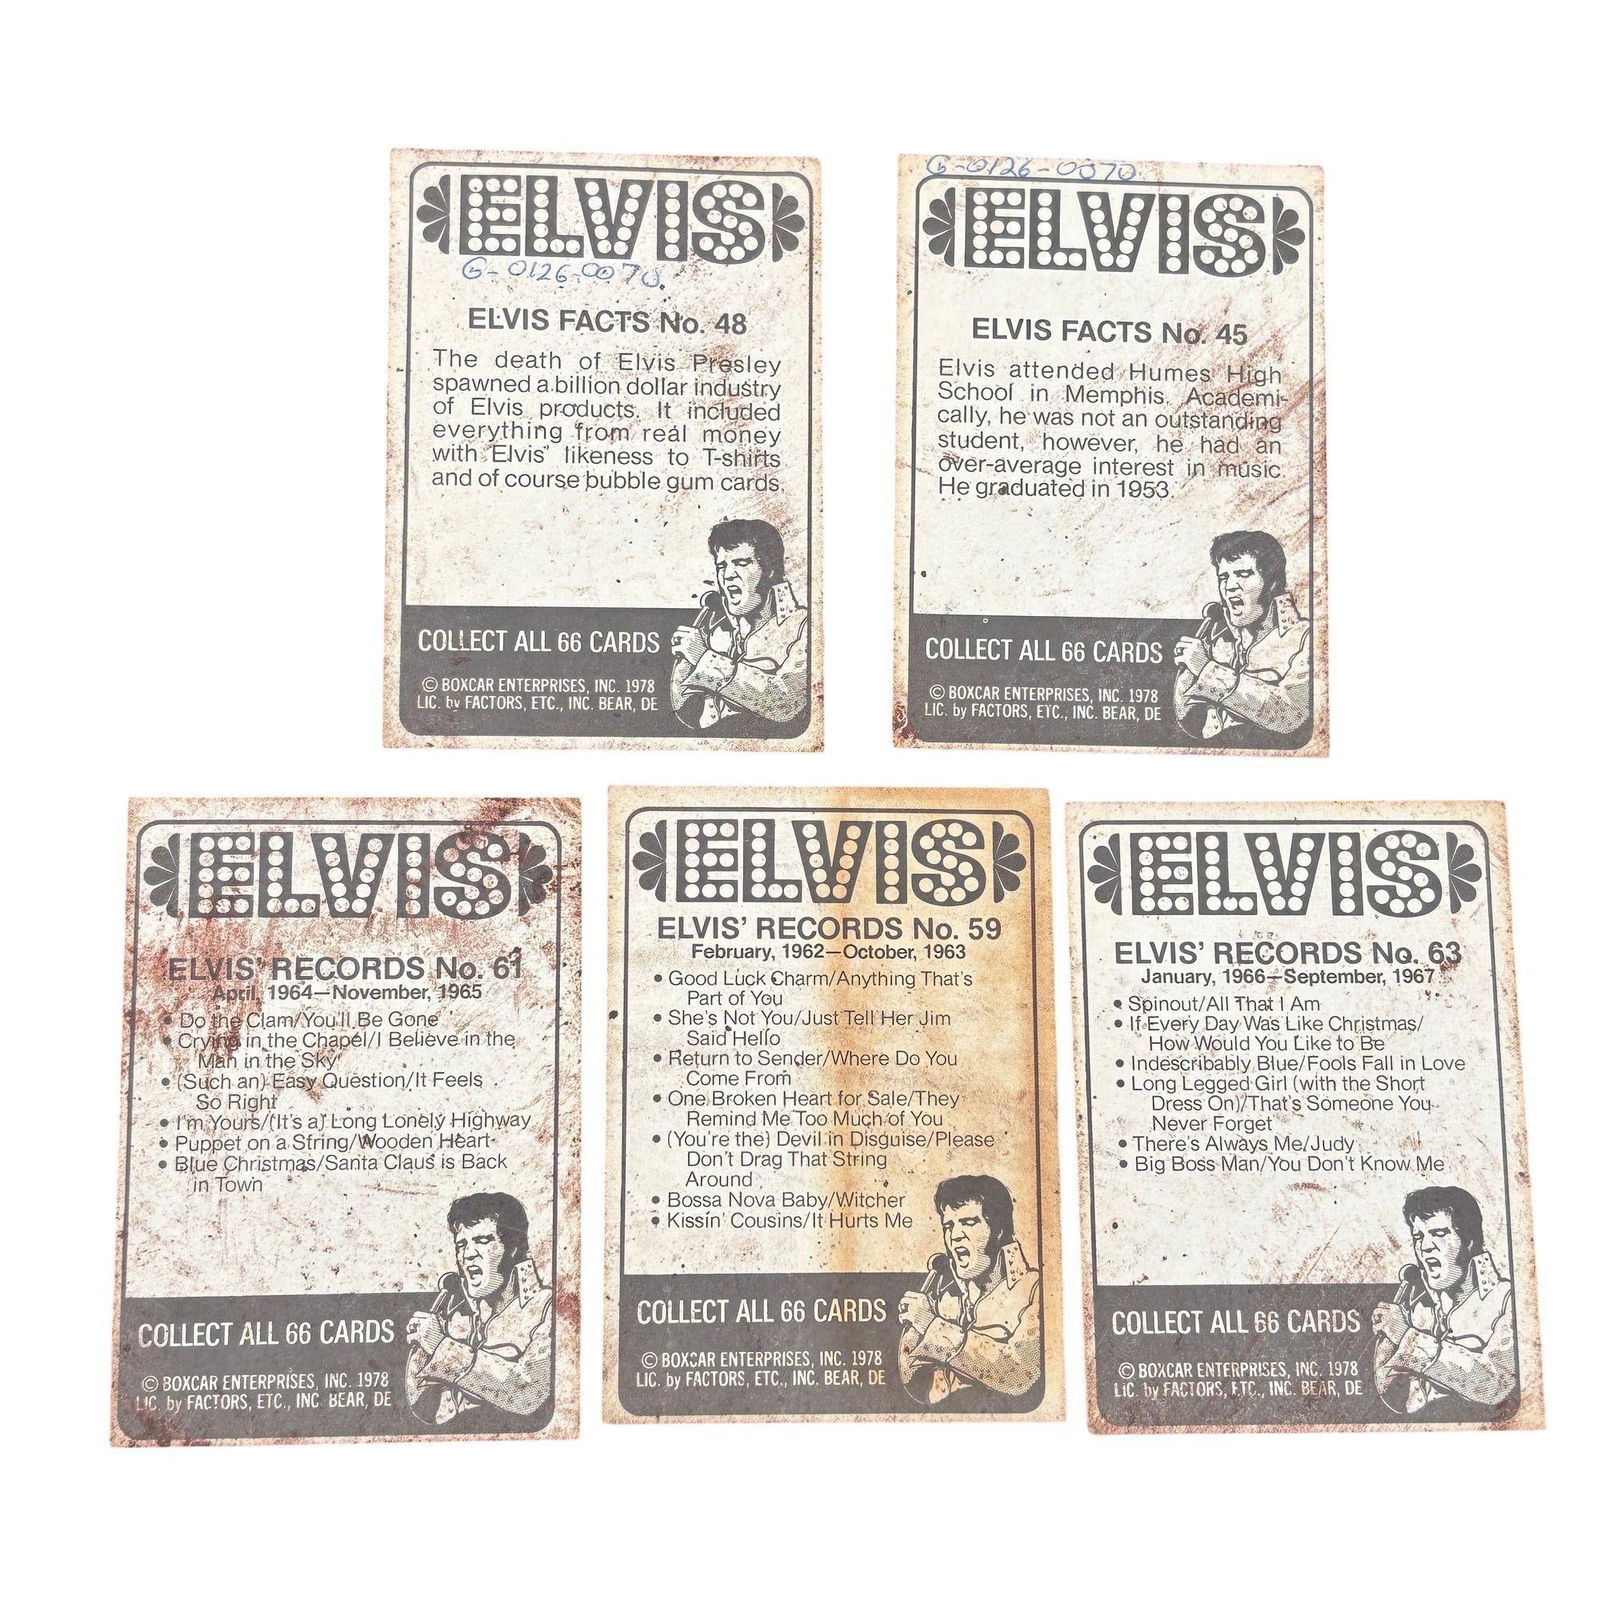 ELVIS
G-0126-0070
ELVIS FACTS No. 48
The death of Elvis Presley
spawned a billion dollar industry
of Elvis products. It included
everything from real money
with Elvis' likeness to T-shirts
and of course bubble gum cards.
COLLECT ALL 66 CARDS
© BOXCAR ENTERPRISES, INC. 1978
LIC. by FACTORS, ETC., INC. BEAR, DE
G-0126-0070
ELVIS
ELVIS FACTS No. 45
Elvis attended Humes High
School in Memphis. Academi-
cally, he was not an outstanding
student, however, he had an
over-average interest in music.
He graduated in 1953.
COLLECT ALL 66 CARDS
© BOXCAR ENTERPRISES, INC. 1978
LIC. by FACTORS, ETC., INC. BEAR, DE
ELVIS
ELVIS' RECORDS No. 61
April, 1964—November, 1965
• Do the Clam/You'll Be Gone
• Crying in the Chapel/I Believe in the
Man in the Sky
• (Such an) Easy Question/It Feels
So Right
• I'm Yours/(It's a) Long Lonely Highway
• Puppet on a String/Wooden Heart
• Blue Christmas/Santa Claus is Back
in Town
COLLECT ALL 66 CARDS
© BOXCAR ENTERPRISES, INC. 1978
LIC. by FACTORS, ETC., INC. BEAR, DE
ELVIS
ELVIS' RECORDS No. 59
February, 1962—October, 1963
• Good Luck Charm/Anything That's
Part of You
• She's Not You/Just Tell Her Jim
Said Hello
• Return to Sender/Where Do You
Come From
• One Broken Heart for Sale/They
Remind Me Too Much of You
• (You're the) Devil in Disguise/Please
Don't Drag That String
Around
• Bossa Nova Baby/Witcher
• Kissin' Cousins/It Hurts Me
COLLECT ALL 66 CARDS
© BOXCAR ENTERPRISES, INC. 1978
LIC. by FACTORS, ETC., INC. BEAR, DE
ELVIS
ELVIS' RECORDS No. 63
January, 1966—September, 1967
• Spinout/All That I Am
• If Every Day Was Like Christmas/
How Would You Like to Be
• Indescribably Blue/Fools Fall in Love
• Long Legged Girl (with the Short
Dress On)/That's Someone You
Never Forget
• There's Always Me/Judy
• Big Boss Man/You Don't Know Me
COLLECT ALL 66 CARDS
© BOXCAR ENTERPRISES, INC. 1978
LIC. by FACTORS, ETC., INC. BEAR, DE